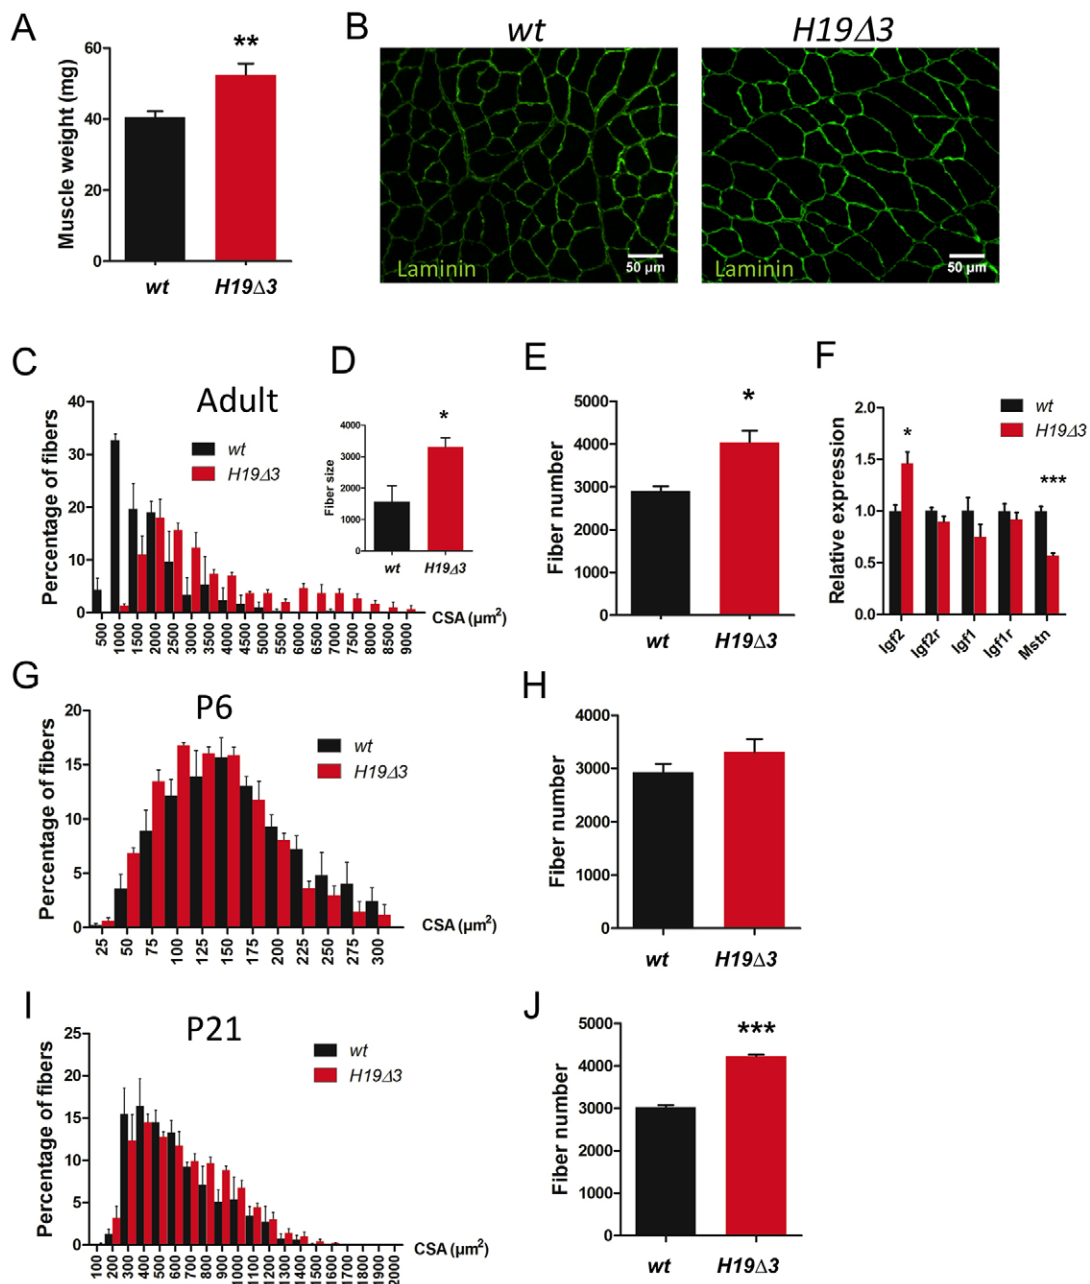 A
Muscle weight (mg)
60
40
20
0
**
wt
H19Δ3
B
wt
H19Δ3
Laminin
50 µm
Laminin
50 µm
C
Adult
Percentage of fibers
40
30
20
10
0
wt
H19Δ3
500
1000
1500
2000
2500
3000
3500
4000
4500
5000
5500
6000
6500
7000
7500
8000
8500
9000
CSA (µm²)
D
Fiber size
4000
3000
2000
1000
0
*
wt
H19Δ3
E
Fiber number
5000
4000
3000
2000
1000
0
*
wt
H19Δ3
F
Relative expression
2.0
1.5
1.0
0.5
0.0
wt
H19Δ3
*
***
Igf2
Igf2r
Igf1
Igf1r
Mstn
G
P6
Percentage of fibers
20
15
10
5
0
wt
H19Δ3
25
50
75
100
125
150
175
200
225
250
275
300
CSA (µm²)
H
Fiber number
4000
3000
2000
1000
0
wt
H19Δ3
I
P21
Percentage of fibers
25
20
15
10
5
0
wt
H19Δ3
100
200
300
400
500
600
700
800
900
1000
1100
1200
1300
1400
1500
1600
1700
1800
1900
2000
CSA (µm²)
J
Fiber number
5000
4000
3000
2000
1000
0
***
wt
H19Δ3